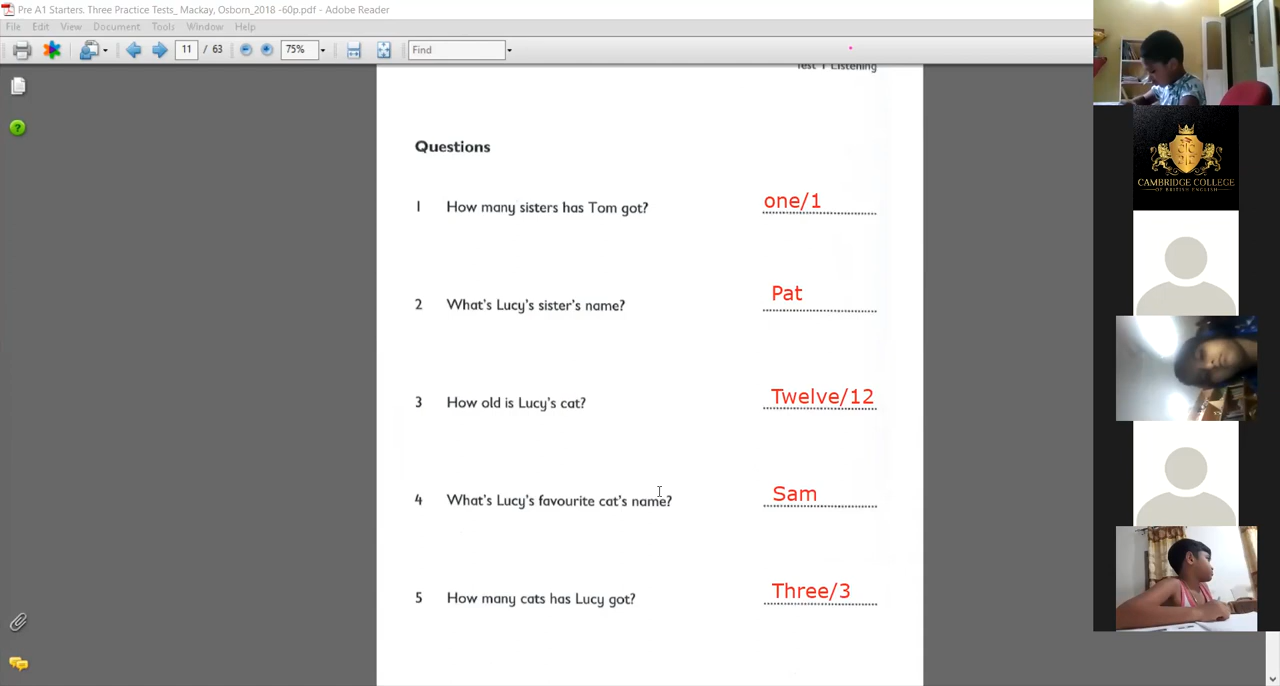 Pre A1 Starters. Three Practice Tests_ Mackay, Osborn_2018 -60p.pdf - Adobe Reader
File Edit View Document Tools Window Help
11 / 63 75% Find
Test 1 Listening
Questions
1 How many sisters has Tom got? one/1
2 What's Lucy's sister's name? Pat
3 How old is Lucy's cat? Twelve/12
4 What's Lucy's favourite cat's name? Sam
5 How many cats has Lucy got? Three/3
CAMBRIDGE COLLEGE
OF BRITISH ENGLISH